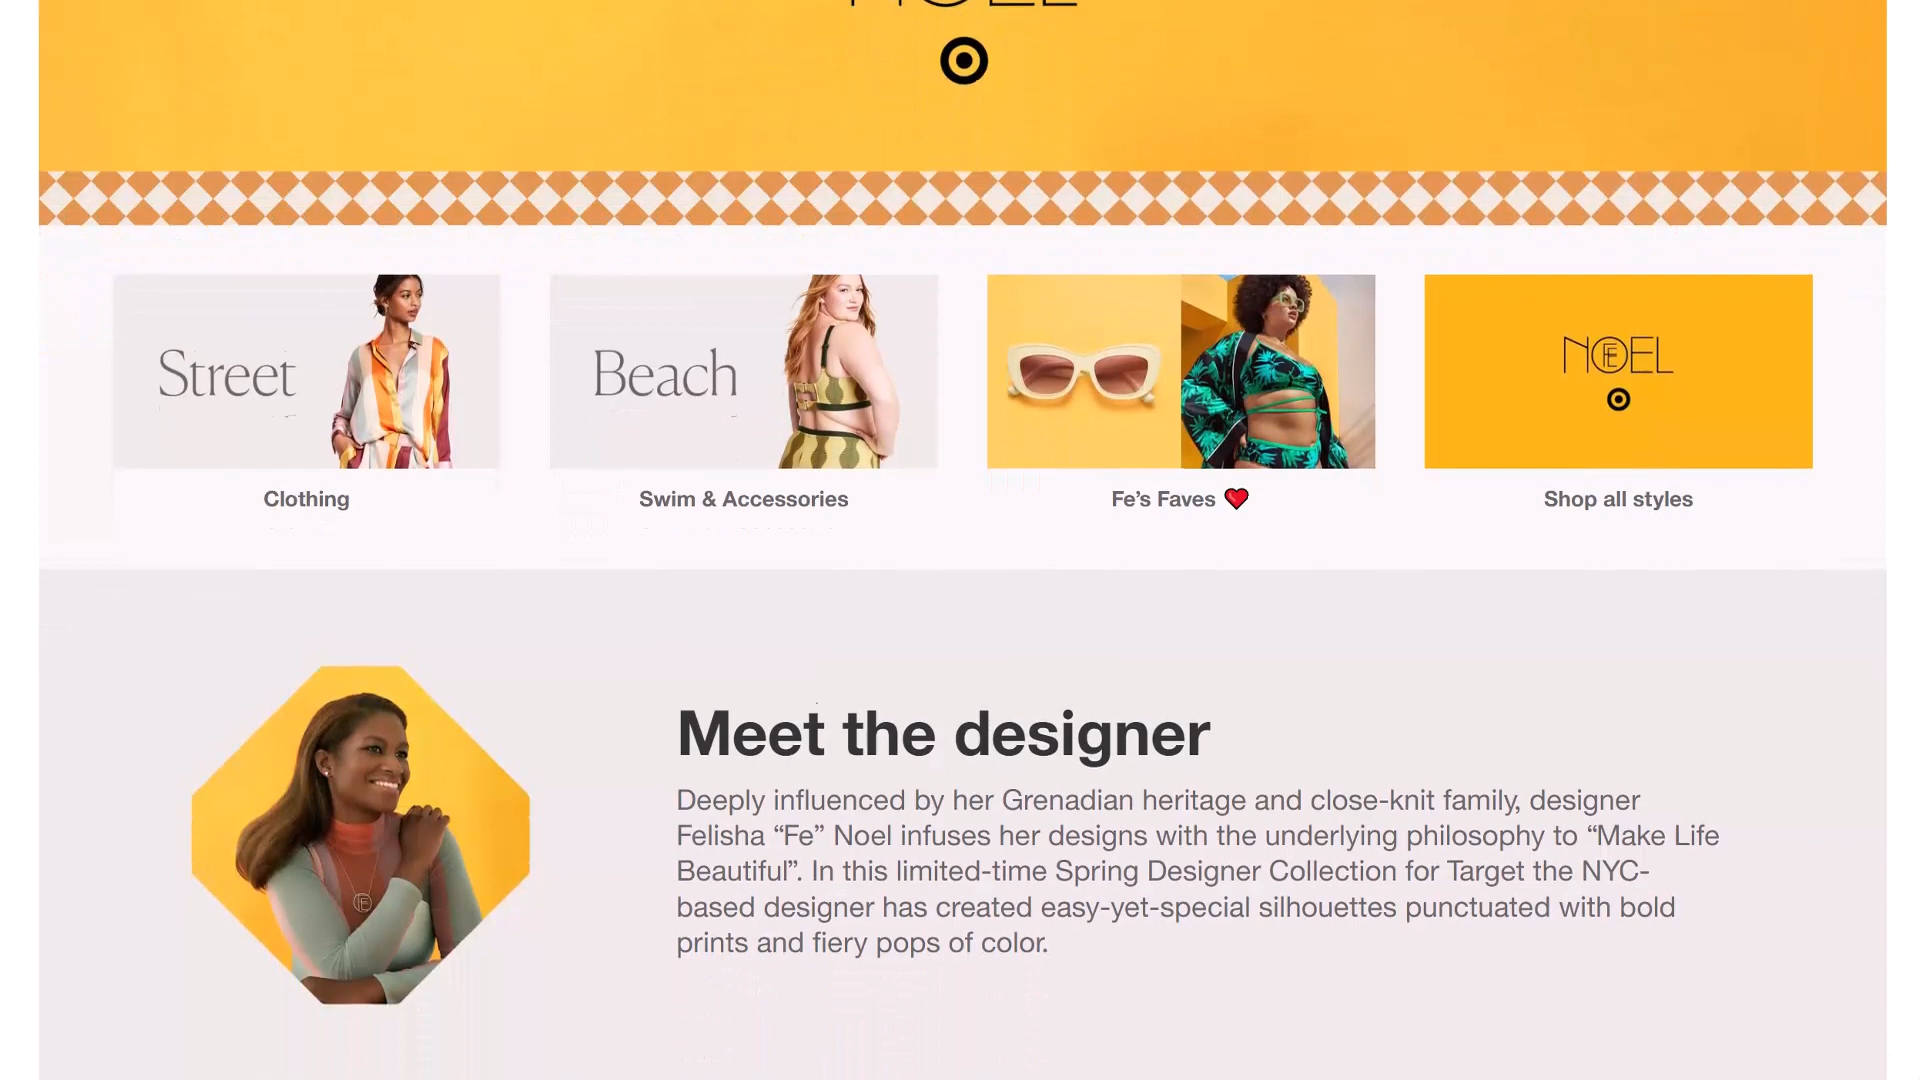 NOEL
Street
Beach
NOEL
FE
Clothing
Swim & Accessories
Fe’s Faves
Shop all styles
Meet the designer
Deeply influenced by her Grenadian heritage and close-knit family, designer
Felisha “Fe” Noel infuses her designs with the underlying philosophy to “Make Life
Beautiful”. In this limited-time Spring Designer Collection for Target the NYC-
based designer has created easy-yet-special silhouettes punctuated with bold
prints and fiery pops of color.
FE